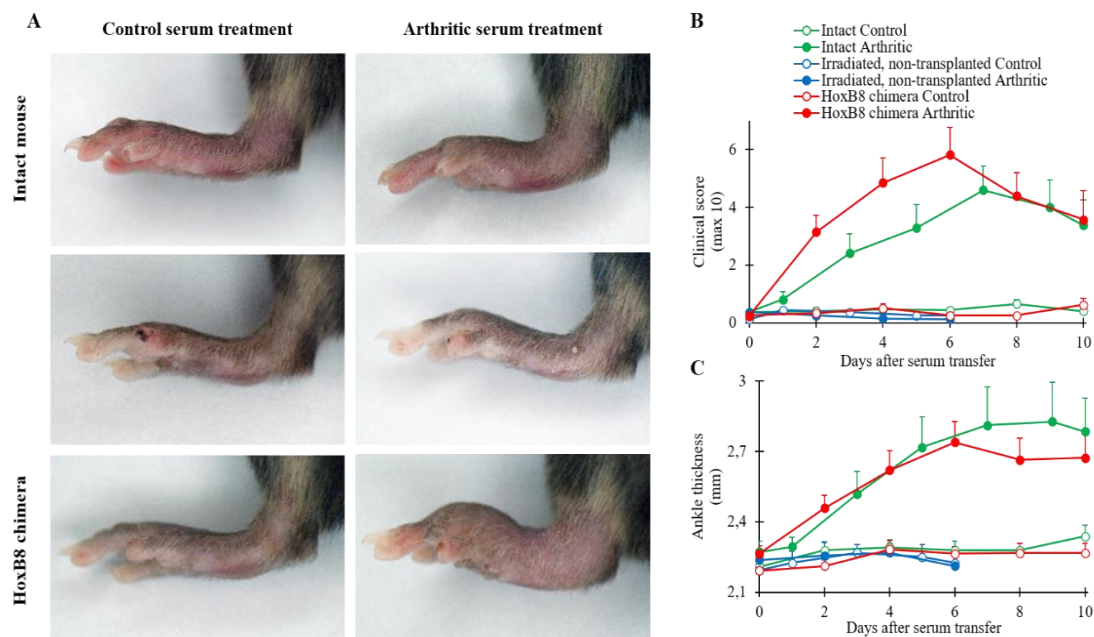 A
Control serum treatment
Arthritic serum treatment
Intact mouse
HoxB8 chimera
B
Intact Control
Intact Arthritic
Irradiated, non-transplanted Control
Irradiated, non-transplanted Arthritic
HoxB8 chimera Control
HoxB8 chimera Arthritic
Clinical score
(max 10)
6
4
2
0
0 2 4 6 8 10
Days after serum transfer
C
Ankle thickness
(mm)
3
2,7
2,4
2,1
0 2 4 6 8 10
Days after serum transfer